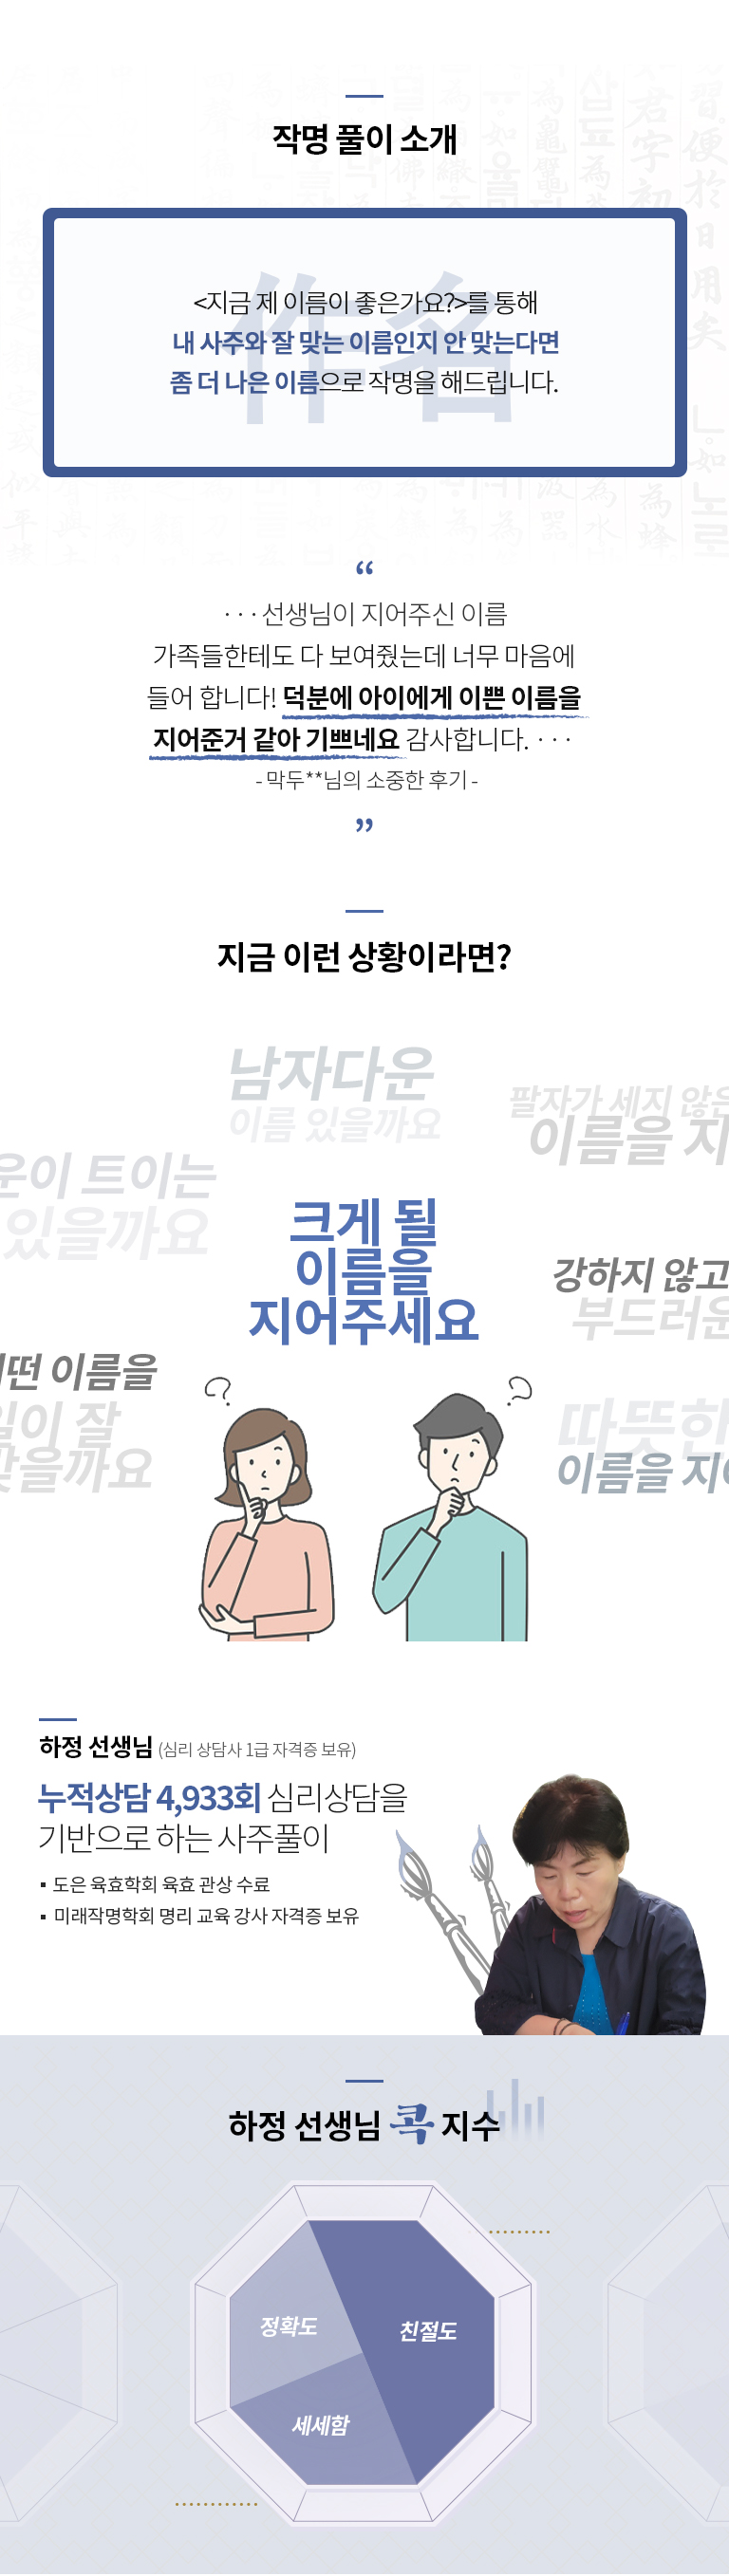 작명 풀이 소개
作名
<지금 제 이름이 좋은가요?>를 통해
내 사주와 잘 맞는 이름인지 안 맞는다면
좀 더 나은 이름으로 작명을 해드립니다.
“
···선생님이 지어주신 이름
가족들한테도 다 보여줬는데 너무 마음에
들어 합니다! 덕분에 아이에게 이쁜 이름을
지어준거 같아 기쁘네요 감사합니다. ···
- 막두**님의 소중한 후기 -
”
지금 이런 상황이라면?
남자다운
이름 있을까요
팔자가 세지 않은
이름을 지
운이 트이는
있을까요
크게 될
이름을
지어주세요
강하지 않고
부드러운
이름을
일이 잘
맞을까요
따뜻한
이름을 지어
하정 선생님 (심리 상담사 1급 자격증 보유)
누적상담 4,933회 심리상담을
기반으로 하는 사주풀이
▪ 도은 육효학회 육효 관상 수료
▪ 미래작명학회 명리 교육 강사 자격증 보유
하정 선생님 콕 지수
정확도
친절도
세세함